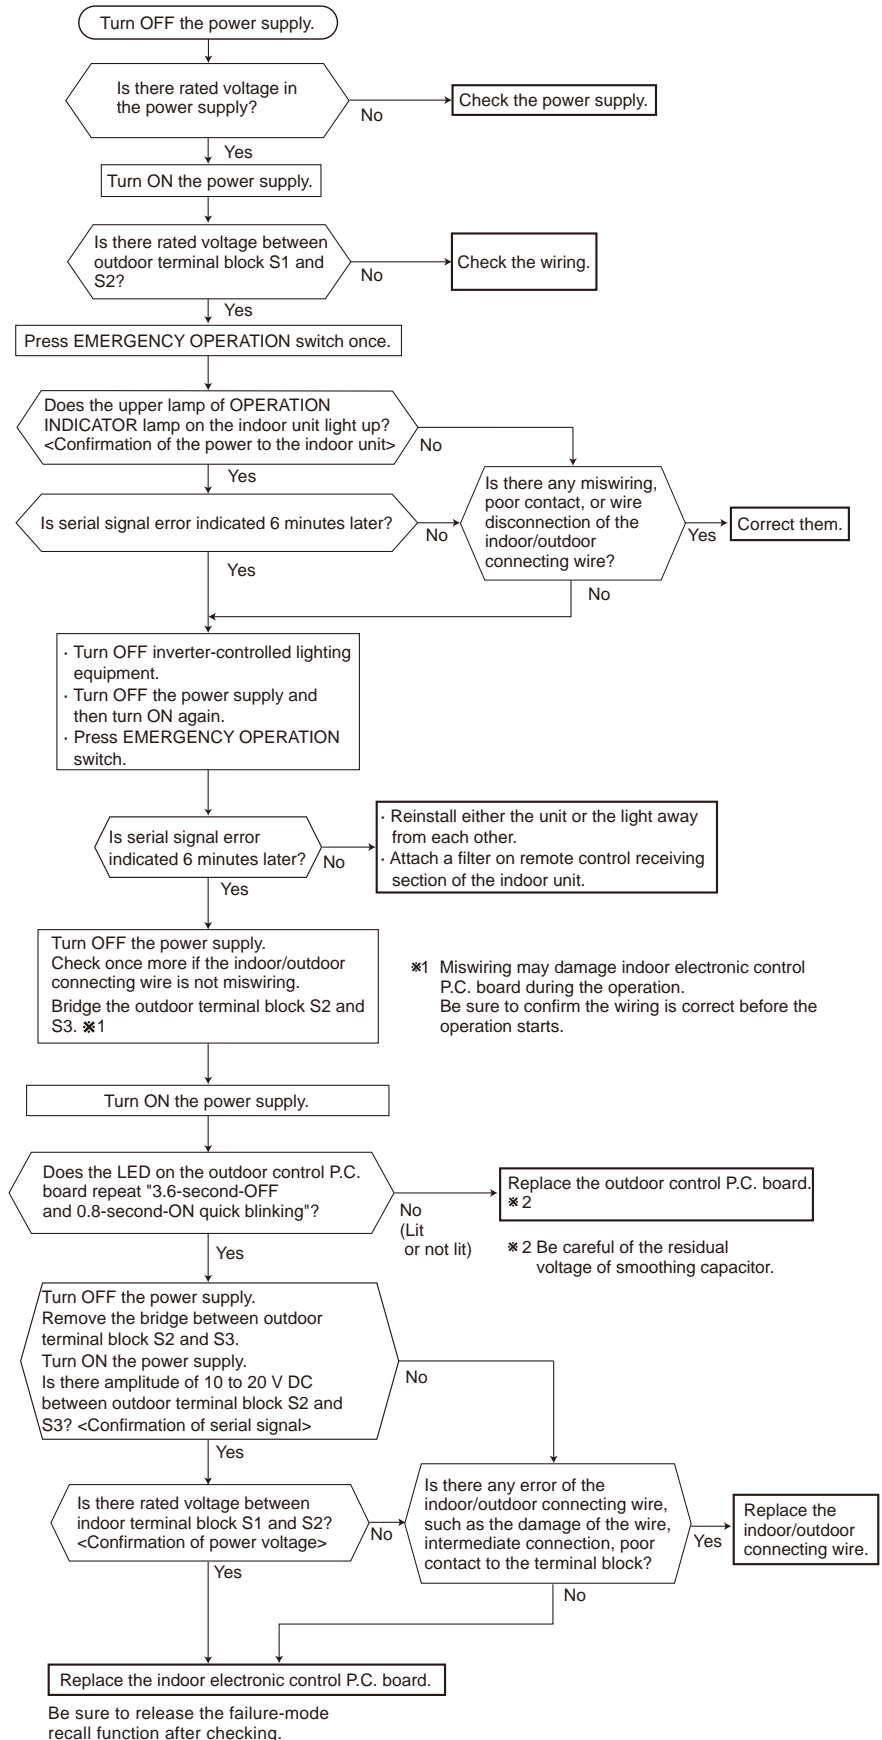 Turn OFF the power supply.
Is there rated voltage in
the power supply?
No
Check the power supply.
Yes
Turn ON the power supply.
Is there rated voltage between
outdoor terminal block S1 and
S2?
No
Check the wiring.
Yes
Press EMERGENCY OPERATION switch once.
Does the upper lamp of OPERATION
INDICATOR lamp on the indoor unit light up?
<Confirmation of the power to the indoor unit>
No
Yes
Is there any miswiring,
poor contact, or wire
disconnection of the
indoor/outdoor
connecting wire?
Yes
Correct them.
Is serial signal error indicated 6 minutes later?
No
Yes
No
· Turn OFF inverter-controlled lighting
equipment.
· Turn OFF the power supply and
then turn ON again.
· Press EMERGENCY OPERATION
switch.
Is serial signal error
indicated 6 minutes later?
No
· Reinstall either the unit or the light away
from each other.
· Attach a filter on remote control receiving
section of the indoor unit.
Yes
Turn OFF the power supply.
Check once more if the indoor/outdoor
connecting wire is not miswiring.
Bridge the outdoor terminal block S2 and
S3. ※1
※1 Miswiring may damage indoor electronic control
P.C. board during the operation.
Be sure to confirm the wiring is correct before the
operation starts.
Turn ON the power supply.
Does the LED on the outdoor control P.C.
board repeat "3.6-second-OFF
and 0.8-second-ON quick blinking"?
No
(Lit
or not lit)
Replace the outdoor control P.C. board.
※2
※2 Be careful of the residual
voltage of smoothing capacitor.
Yes
Turn OFF the power supply.
Remove the bridge between outdoor
terminal block S2 and S3.
Turn ON the power supply.
Is there amplitude of 10 to 20 V DC
between outdoor terminal block S2 and
S3? <Confirmation of serial signal>
No
Yes
Is there rated voltage between
indoor terminal block S1 and S2?
<Confirmation of power voltage>
No
Is there any error of the
indoor/outdoor connecting wire,
such as the damage of the wire,
intermediate connection, poor
contact to the terminal block?
Yes
Replace the
indoor/outdoor
connecting wire.
Yes
No
Replace the indoor electronic control P.C. board.
Be sure to release the failure-mode
recall function after checking.